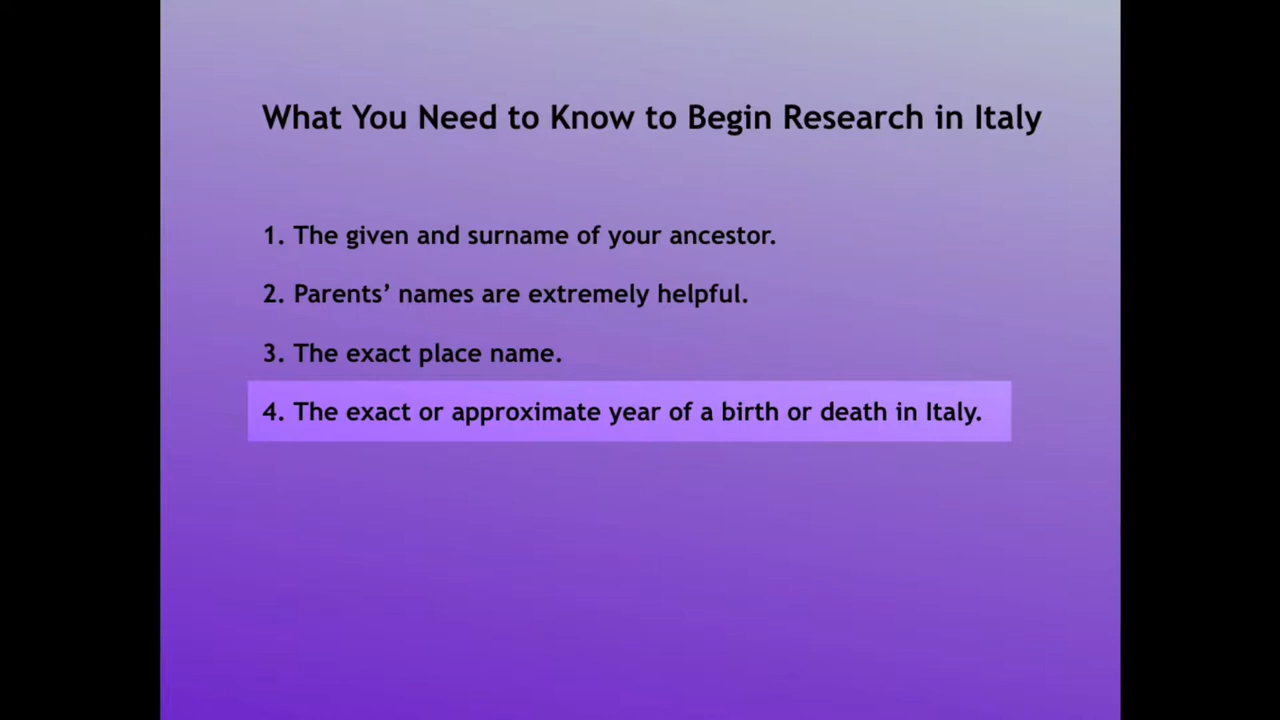 What You Need to Know to Begin Research in Italy
1. The given and surname of your ancestor.
2. Parents’ names are extremely helpful.
3. The exact place name.
4. The exact or approximate year of a birth or death in Italy.